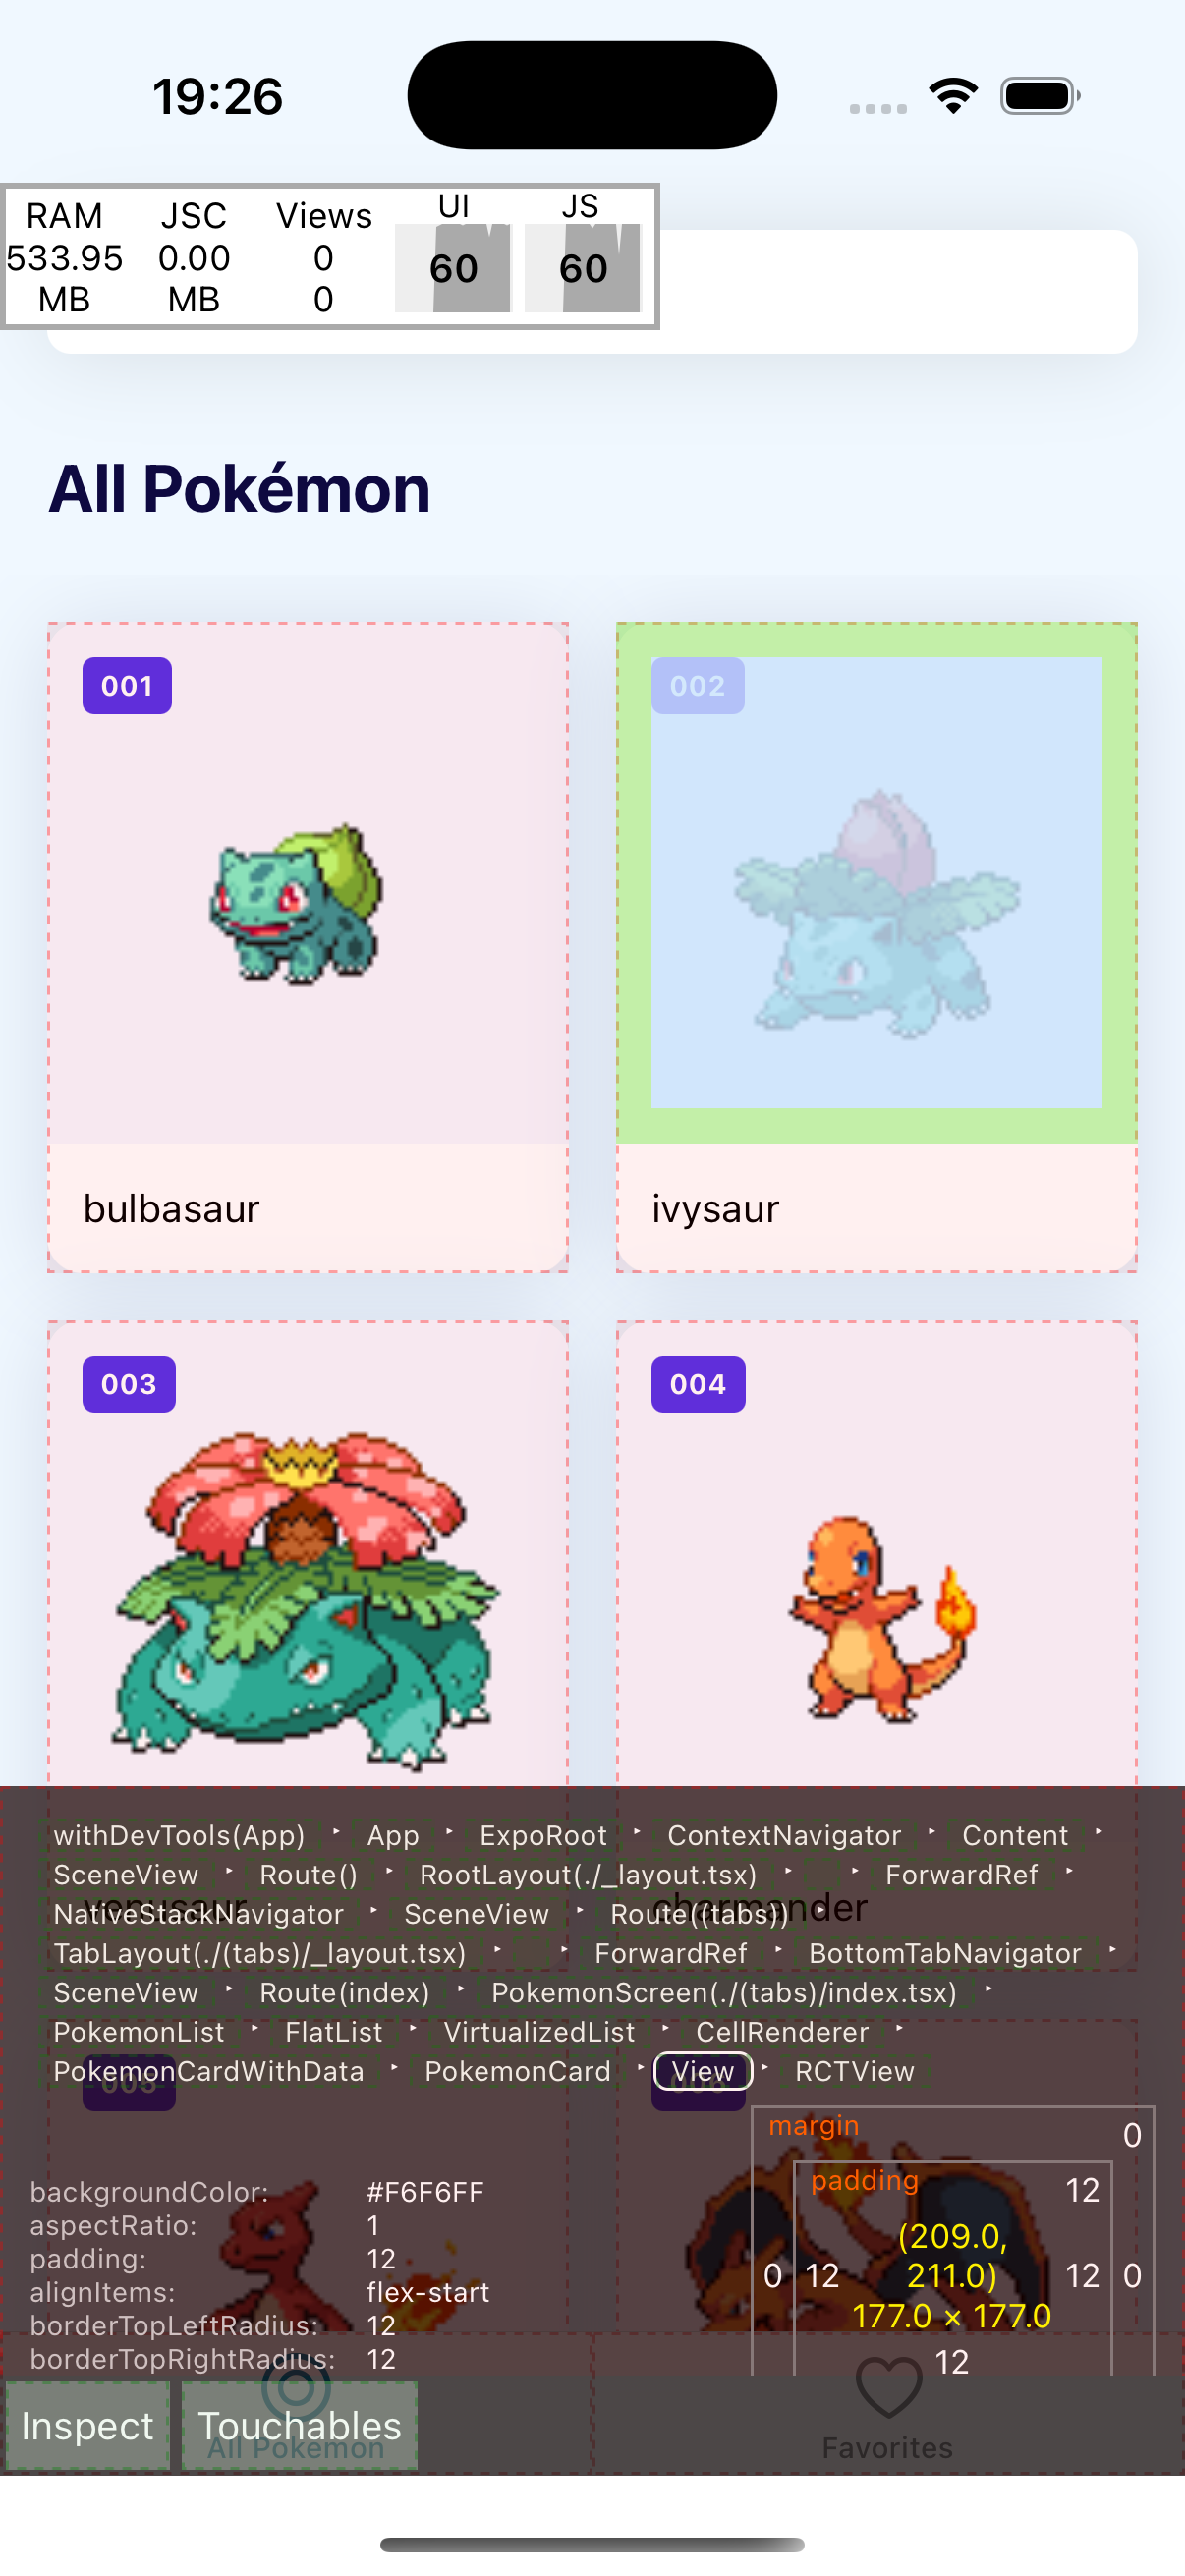 19:26
RAM JSC Views UI JS
533.95 0.00 0 60 60
MB MB 0
All Pokémon
001 002
bulbasaur ivysaur
003 004
venusaur charmander
withDevTools(App) ‣ App ‣ ExpoRoot ‣ ContextNavigator ‣ Content ‣
SceneView ‣ Route() ‣ RootLayout(./_layout.tsx) ‣ ‣ ForwardRef ‣
NativeStackNavigator ‣ SceneView ‣ Route((tabs)) ‣
TabLayout(./(tabs)/_layout.tsx) ‣ ‣ ForwardRef ‣ BottomTabNavigator ‣
SceneView ‣ Route(index) ‣ PokemonScreen(./(tabs)/index.tsx) ‣
PokemonList ‣ FlatList ‣ VirtualizedList ‣ CellRenderer ‣
PokemonCardWithData ‣ PokemonCard ‣ View ‣ RCTView
005 006
margin 0
padding 12
backgroundColor: #F6F6FF
aspectRatio: 1
padding: 12
alignItems: flex-start
borderTopLeftRadius: 12
borderTopRightRadius: 12
(209.0,
0 12 211.0) 12 0
177.0 × 177.0
12
Inspect Touchables
All Pokémon Favorites